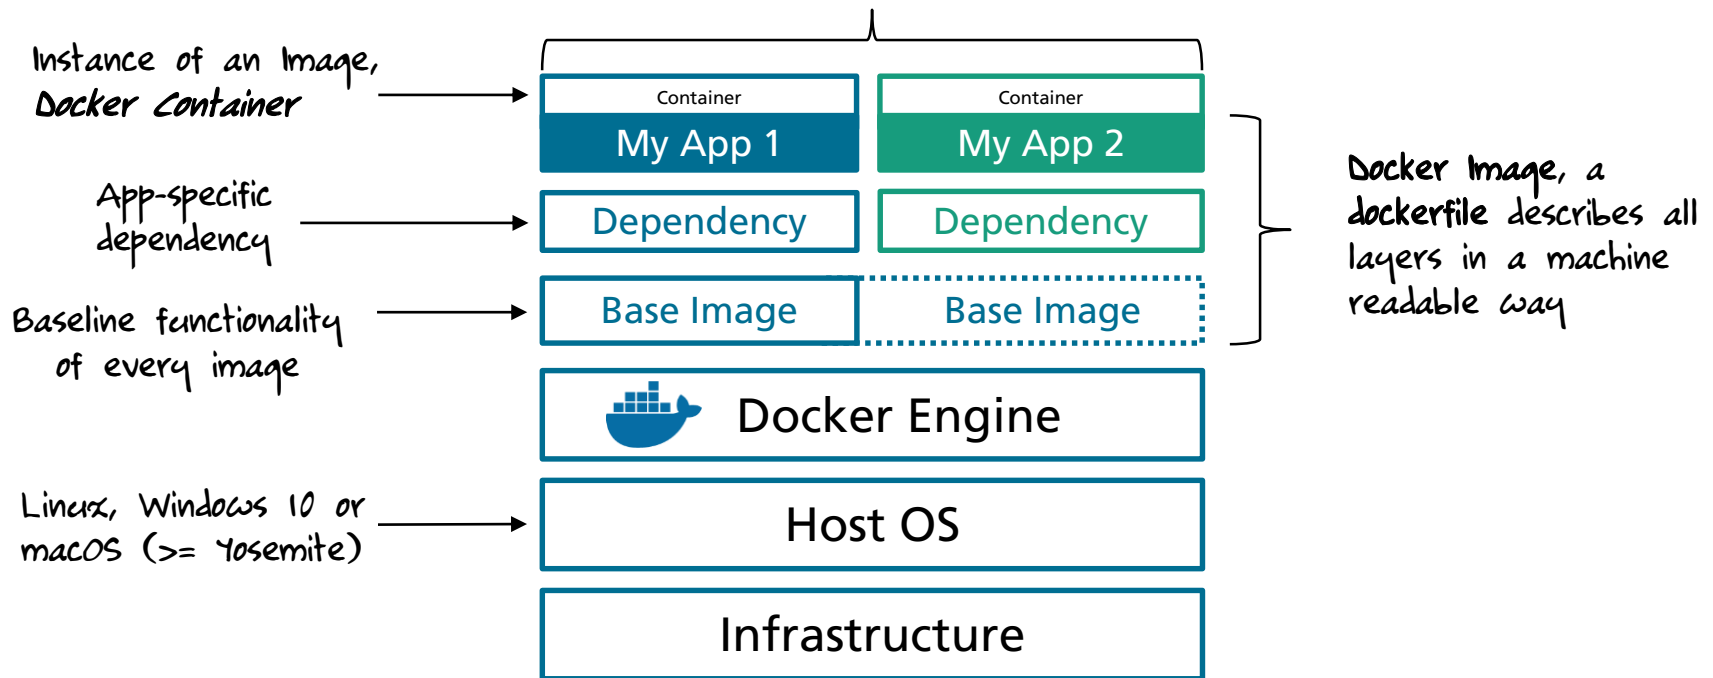 Instance of an Image,
Docker Container
Container
Container
My App 1
My App 2
App-specific
dependency
Dependency
Dependency
Docker Image, a
dockerfile describes all
layers in a machine
readable way
Baseline functionality
of every image
Base Image
Base Image
Docker Engine
Linux, Windows 10 or
macOS (>= Yosemite)
Host OS
Infrastructure